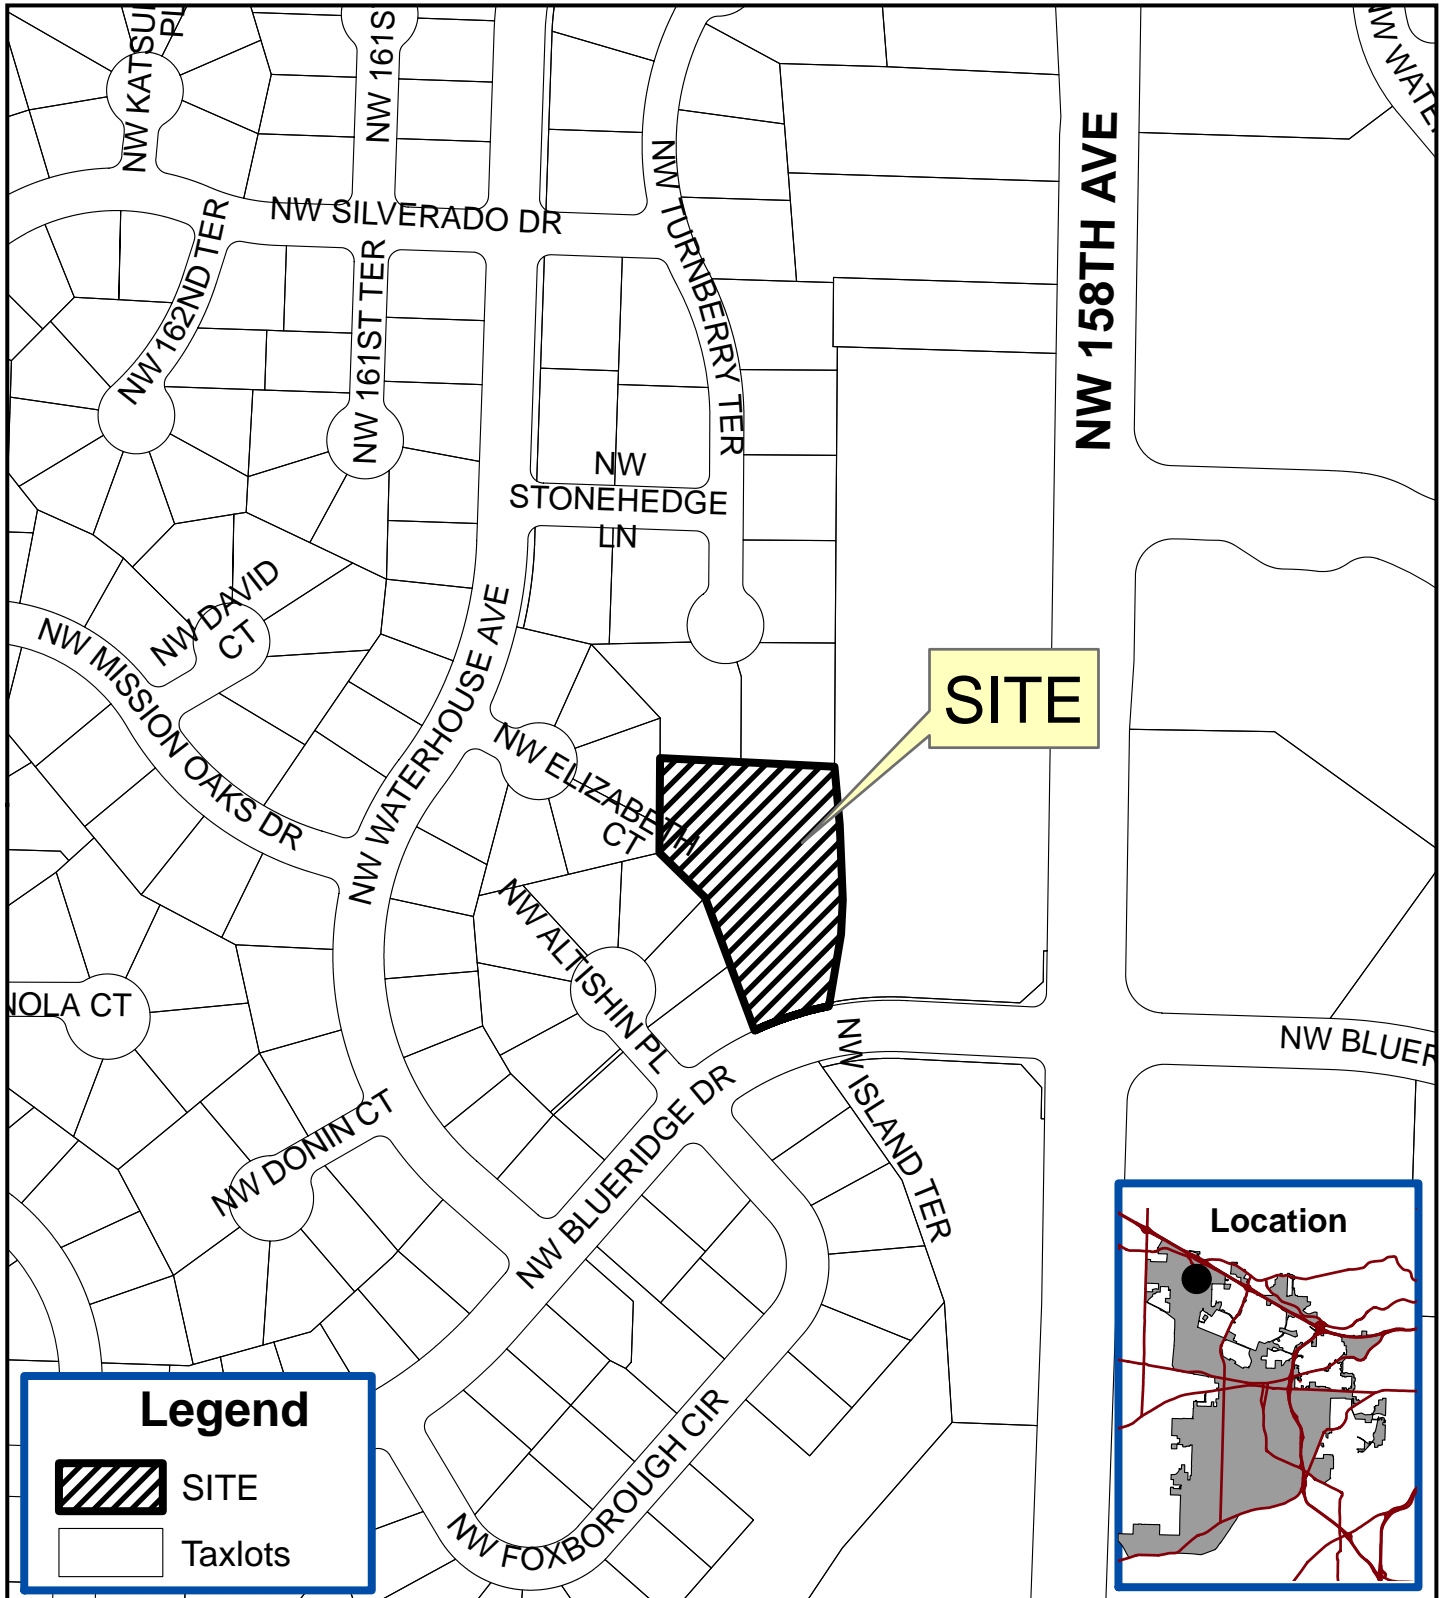 NW KATSU
PL
NW 161S
NW WATE
NW 158TH AVE
NW SILVERADO DR
NW TURNBERRY TER
NW 162ND TER
NW 161ST TER
NW
STONEHEDGE
LN
NW DAVID
CT
NW MISSION OAKS DR
NW WATERHOUSE AVE
SITE
NW ELIZABETH
CT
NW ALTISHIN PL
NOLA CT
NW BLUER
NW ISLAND TER
NW BLUERIDGE DR
NW DONIN CT
NW FOXBOROUGH CIR
Legend
SITE
Taxlots
Location